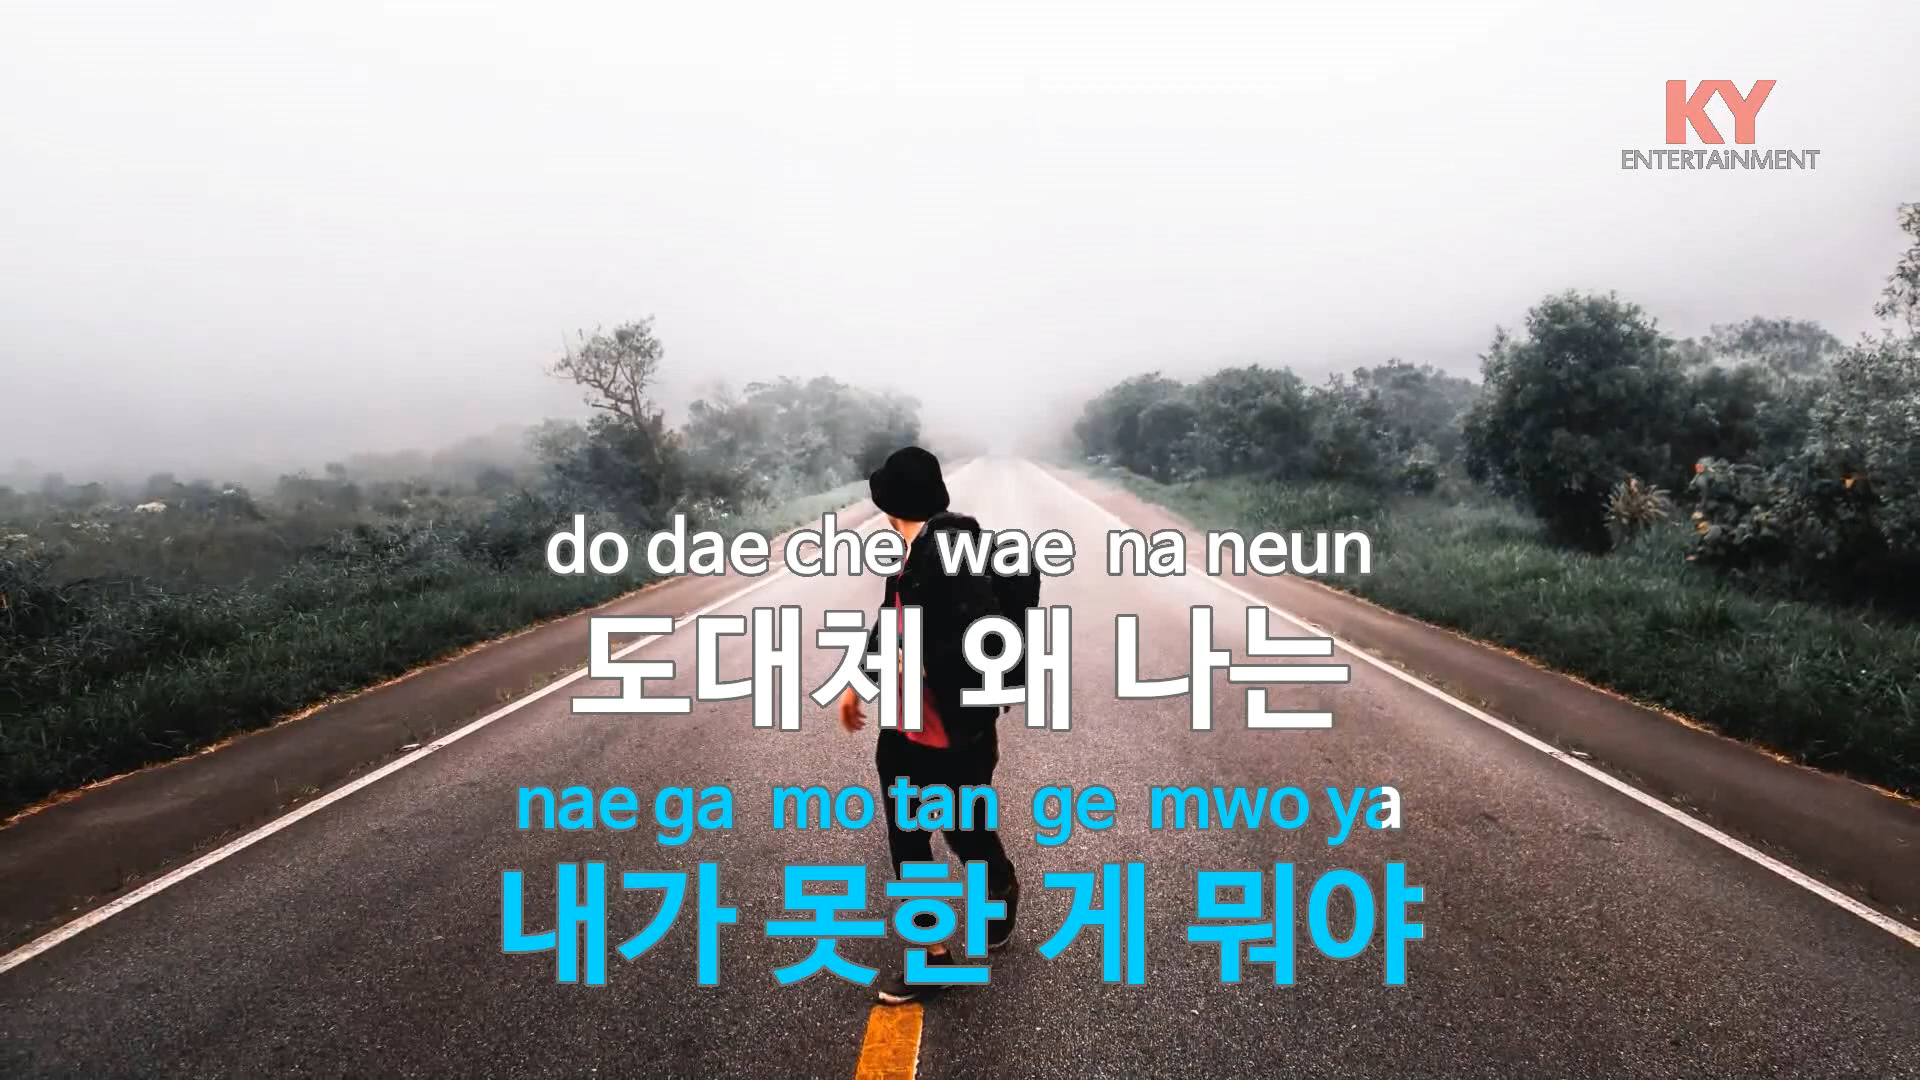 KY
ENTERTAiNMENT
do dae che wae na neun
도대체 왜 나는
nae ga mo tan ge mwo ya
내가 못한 게 뭐야